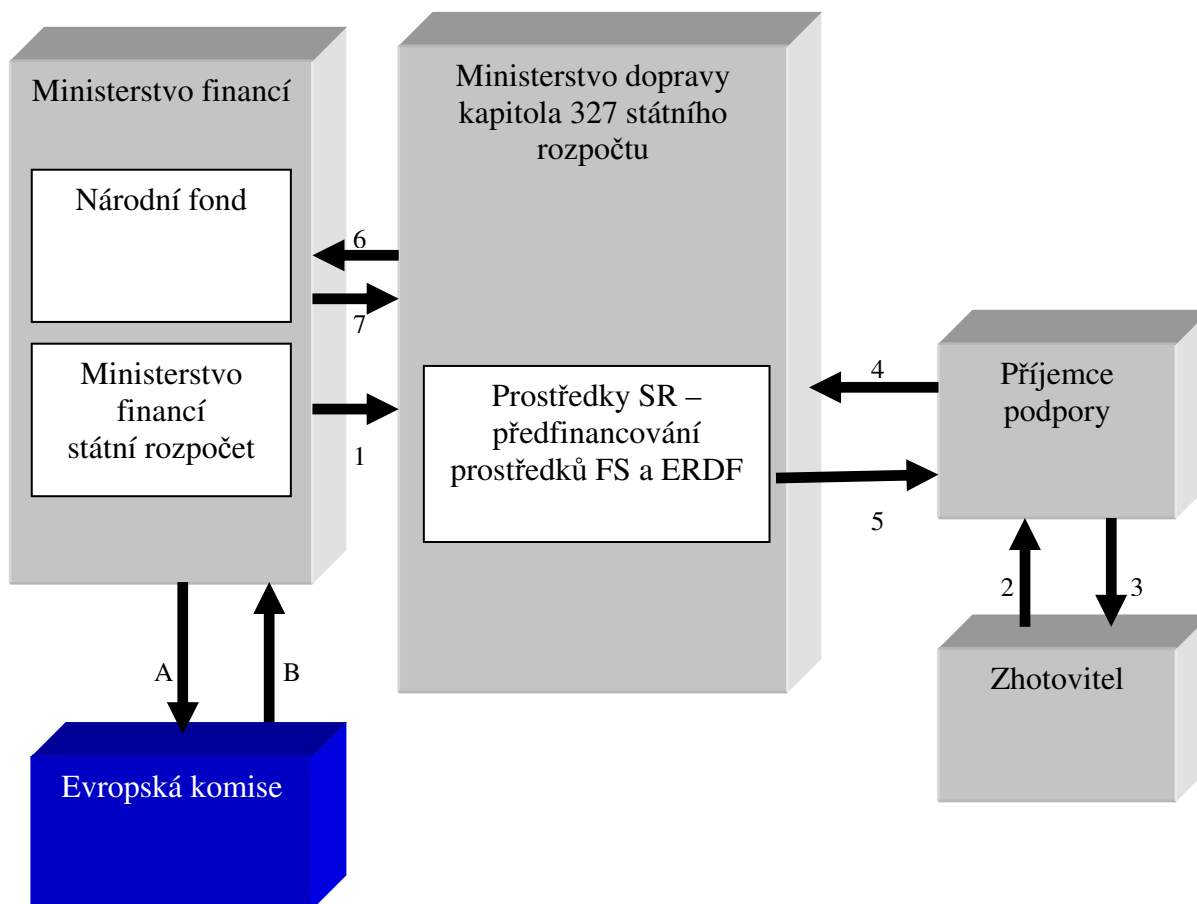 Ministerstvo financí
Národní fond
Ministerstvo
financí
státní rozpočet
Ministerstvo dopravy
kapitola 327 státního
rozpočtu
6
7
1
Prostředky SR –
předfinancování
prostředků FS a ERDF
4
5
Příjemce
podpory
2
3
Zhotovitel
A
B
Evropská komise